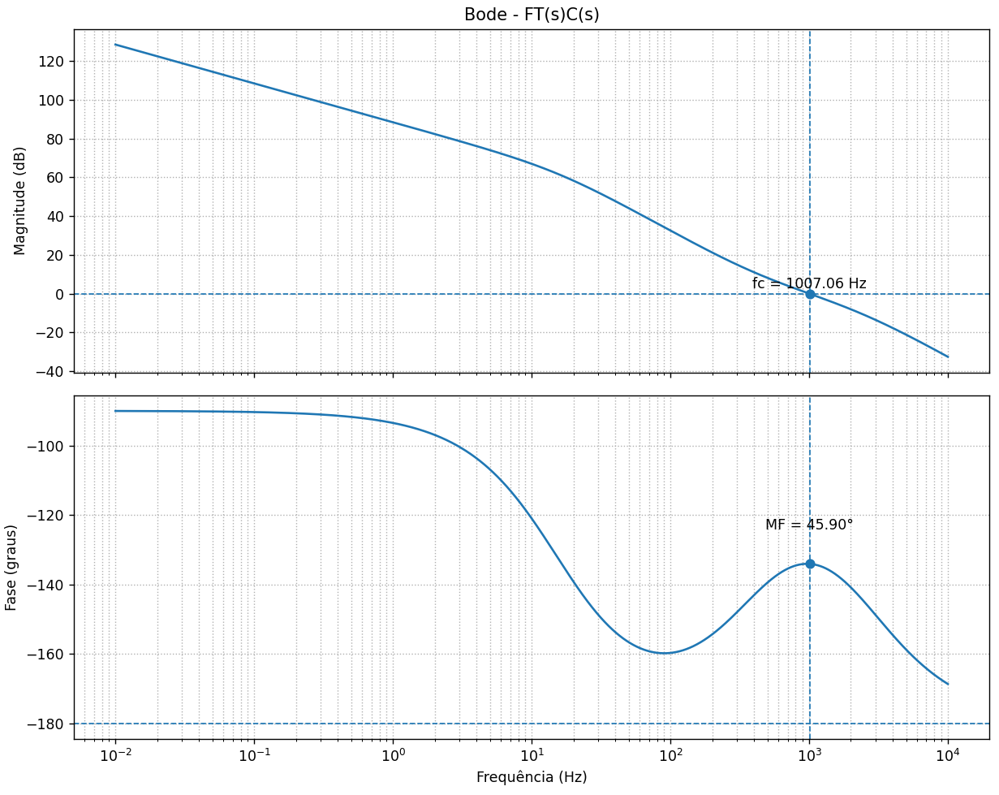 Bode - FT(s)C(s)
Magnitude (dB)
120
100
80
60
40
20
0
−20
−40
fc = 1007.06 Hz
Fase (graus)
−100
−120
−140
−160
−180
MF = 45.90°
10⁻² 10⁻¹ 10⁰ 10¹ 10² 10³ 10⁴
Frequência (Hz)